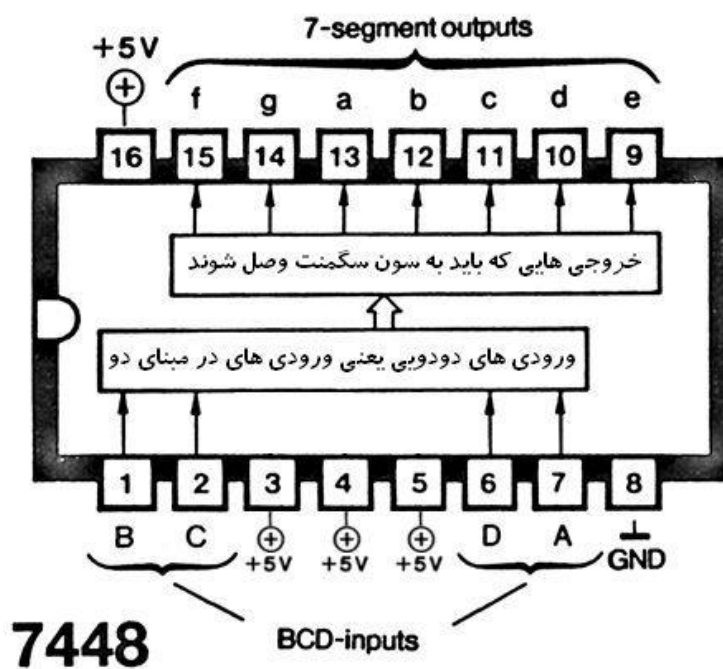 7-segment outputs
+5V f g a b c d e
16 15 14 13 12 11 10 9
خروجی هایی که باید به سون سگمنت وصل شوند
ورودی های دودویی یعنی ورودی های در مبنای دو
1 2 3 4 5 6 7 8
B C +5V +5V +5V D A GND
7448 BCD-inputs